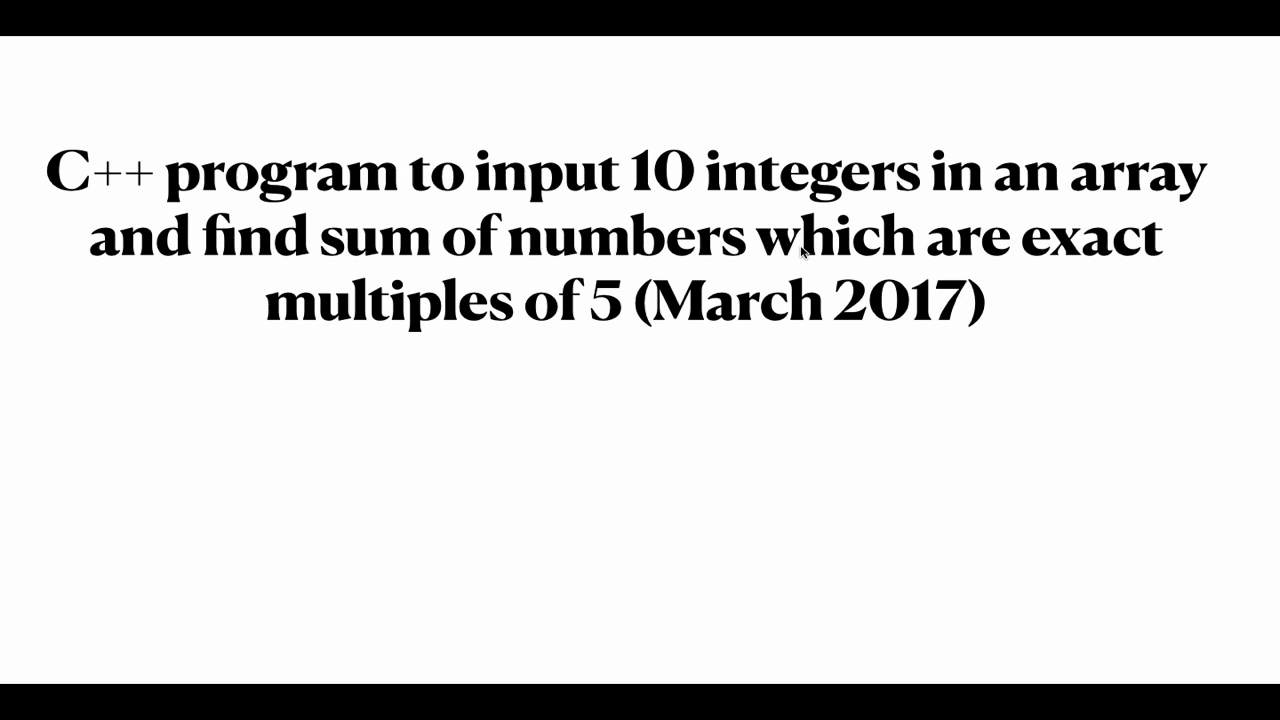 C++ program to input 10 integers in an array
and find sum of numbers which are exact
multiples of 5 (March 2017)